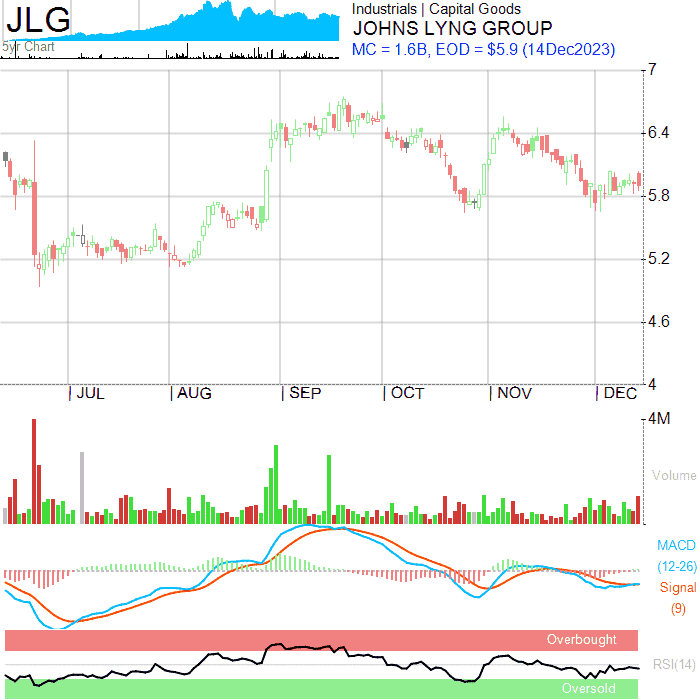 JLG
5yr Chart
Industrials | Capital Goods
JOHNS LYNG GROUP
MC = 1.6B, EOD = $5.9 (14Dec2023)
7
6.4
5.8
5.2
4.6
4
JUL
AUG
SEP
OCT
NOV
DEC
4M
Volume
MACD
(12-26)
Signal
(9)
Overbought
RSI(14)
Oversold